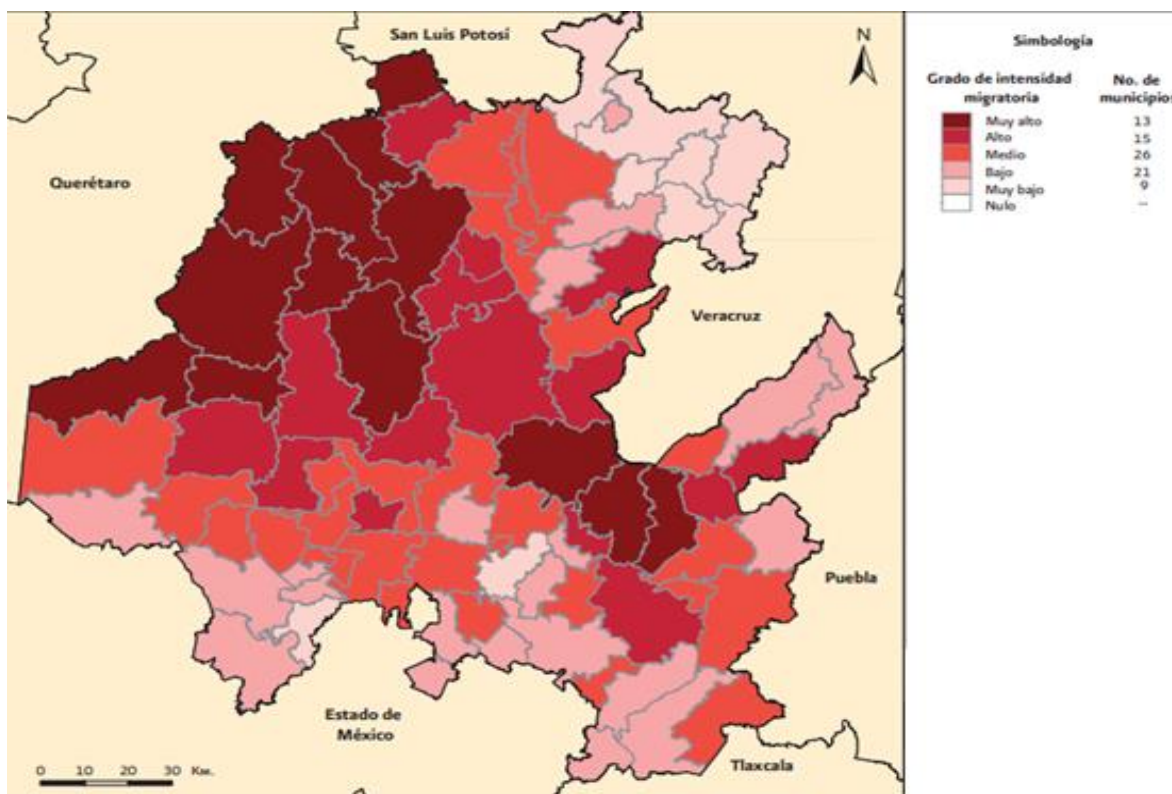 San Luis Potosí
N
Querétaro
Veracruz
Puebla
Estado de
México
Tlaxcala
0 10 20 30 Km.
Simbología
Grado de intensidad
migratoria
No. de
municipios
Muy alto 13
Alto 15
Medio 26
Bajo 21
Muy bajo 9
Nulo --